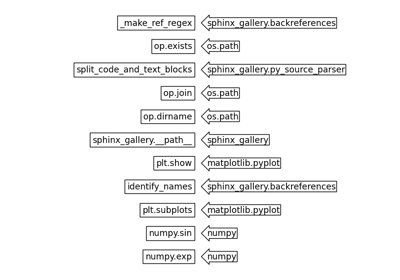 _make_ref_regex sphinx_gallery.backreferences
op.exists os.path
split_code_and_text_blocks sphinx_gallery.py_source_parser
op.join os.path
op.dirname os.path
sphinx_gallery.__path__ sphinx_gallery
plt.show matplotlib.pyplot
identify_names sphinx_gallery.backreferences
plt.subplots matplotlib.pyplot
numpy.sin numpy
numpy.exp numpy